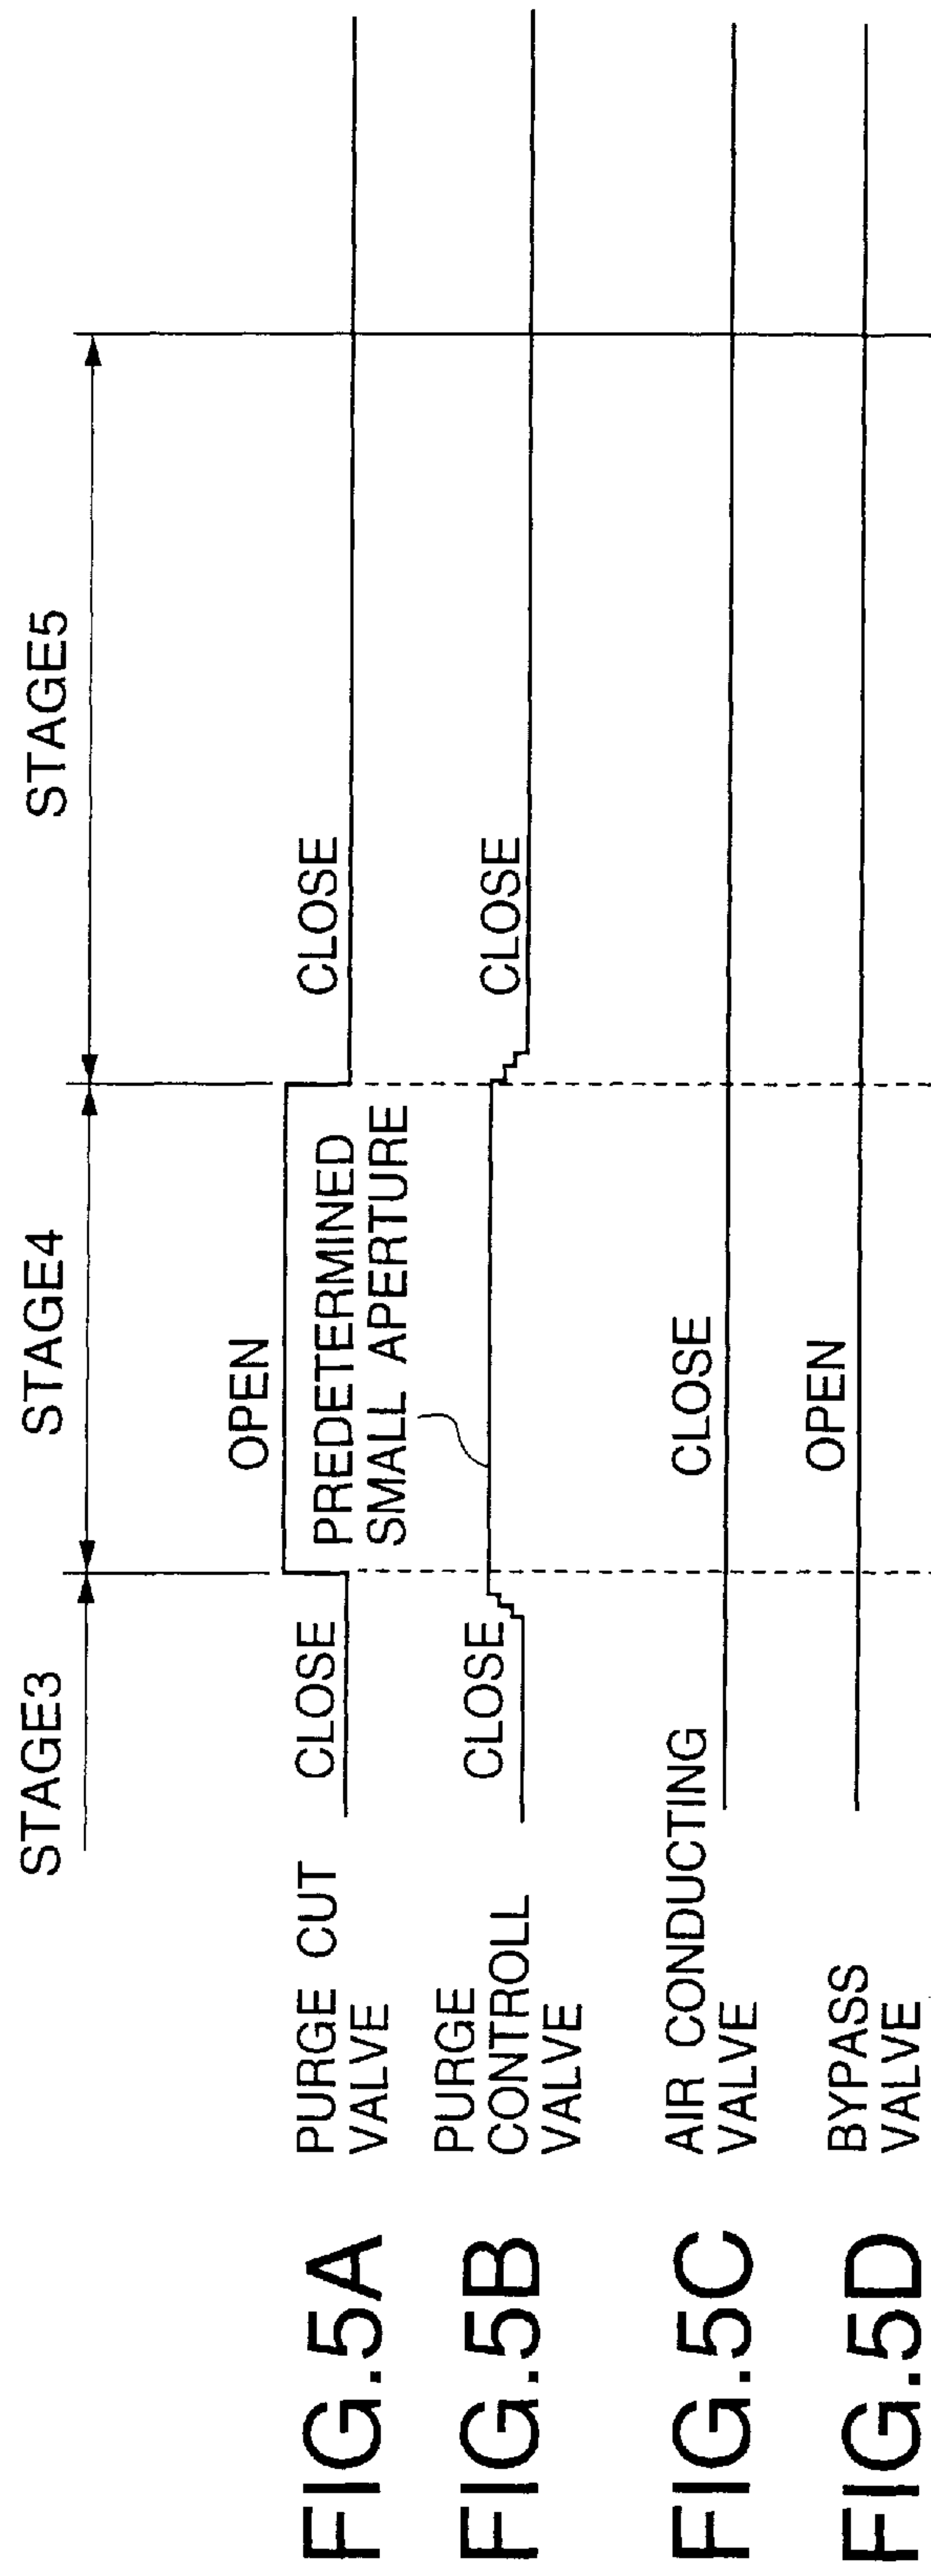 STAGE3
STAGE4
STAGE5
FIG.5A
PURGE CUT
VALVE
CLOSE
OPEN
CLOSE
FIG.5B
PURGE
CONTROLL
VALVE
CLOSE
PREDETERMINED
SMALL APERTURE
CLOSE
FIG.5C
AIR CONDUCTING
VALVE
CLOSE
FIG.5D
BYPASS
VALVE
OPEN